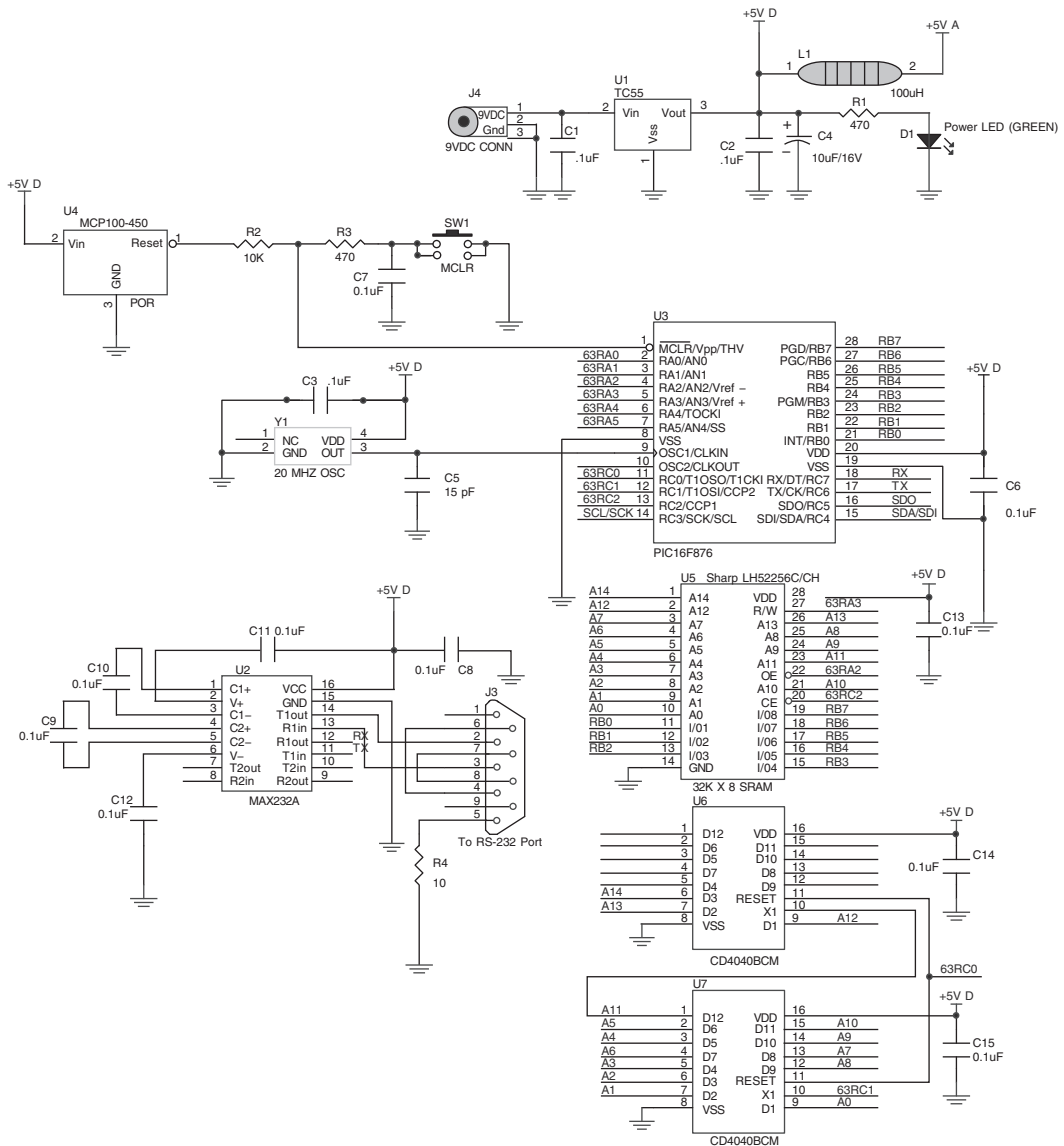 +5V D
+5V A
L1
1
2
100uH
U1
TC55
J4
9VDC
Gnd
1
2
3
9VDC CONN
C1
.1uF
2
Vin
Vout
3
Vss
1
R1
470
C2
.1uF
C4
10uF/16V
D1
Power LED (GREEN)
+5V D
U4
MCP100-450
2
Vin
Reset
1
GND
3
POR
R2
10K
R3
470
C7
0.1uF
SW1
MCLR
U3
1
MCLR/Vpp/THV
PGD/RB7
28
RB7
63RA0
2
RA0/AN0
PGC/RB6
27
RB6
63RA1
3
RA1/AN1
RB5
26
RB5
63RA2
4
RA2/AN2/Vref -
RB4
25
RB4
63RA3
5
RA3/AN3/Vref +
PGM/RB3
24
RB3
63RA4
6
RA4/TOCKI
RB2
23
RB2
63RA5
7
RA5/AN4/SS
RB1
22
RB1
8
VSS
INT/RB0
21
RB0
9
OSC1/CLKIN
VDD
20
10
OSC2/CLKOUT
VSS
19
63RC0
11
RC0/T1OSO/T1CKI
RX/DT/RC7
18
RX
63RC1
12
RC1/T1OSI/CCP2
TX/CK/RC6
17
TX
63RC2
13
RC2/CCP1
SDO/RC5
16
SDO
SCL/SCK
14
RC3/SCK/SCL
SDI/SDA/RC4
15
SDA/SDI
PIC16F876
+5V D
C6
0.1uF
+5V D
C3
.1uF
Y1
1
NC
VDD
4
2
GND
OUT
3
20 MHZ OSC
C5
15 pF
U5 Sharp LH52256C/CH
A14
1
A14
VDD
28
A12
2
A12
R/W
27
63RA3
A7
3
A7
A13
26
A13
A6
4
A6
A8
25
A8
A5
5
A5
A9
24
A9
A4
6
A4
A11
23
A11
A3
7
A3
OE
22
63RA2
A2
8
A2
A10
21
A10
A1
9
A1
CE
20
63RC2
A0
10
A0
I/08
19
RB7
RB0
11
I/01
I/07
18
RB6
RB1
12
I/02
I/06
17
RB5
RB2
13
I/03
I/05
16
RB4
14
GND
I/04
15
RB3
32K X 8 SRAM
+5V D
C13
0.1uF
+5V D
C11 0.1uF
0.1uF
C8
C10
0.1uF
C9
0.1uF
C12
0.1uF
U2
1
C1+
VCC
16
2
V+
GND
15
3
C1-
T1out
14
4
C2+
R1in
13
5
C2-
R1out
12
RX
6
V-
T1in
11
TX
7
T2out
T2in
10
8
R2in
R2out
9
MAX232A
J3
1
6
2
7
3
8
4
9
5
To RS-232 Port
R4
10
U6
1
D12
VDD
16
2
D6
D11
15
3
D5
D10
14
4
D7
D8
13
5
D4
D9
12
A14
6
D3
RESET
11
A13
7
D2
X1
10
8
VSS
D1
9
A12
CD4040BCM
+5V D
C14
0.1uF
63RC0
U7
A11
1
D12
VDD
16
A5
2
D6
D11
15
A10
A4
3
D5
D10
14
A9
A6
4
D7
D8
13
A7
A3
5
D4
D9
12
A8
A2
6
D3
RESET
11
A1
7
D2
X1
10
63RC1
8
VSS
D1
9
A0
CD4040BCM
+5V D
C15
0.1uF